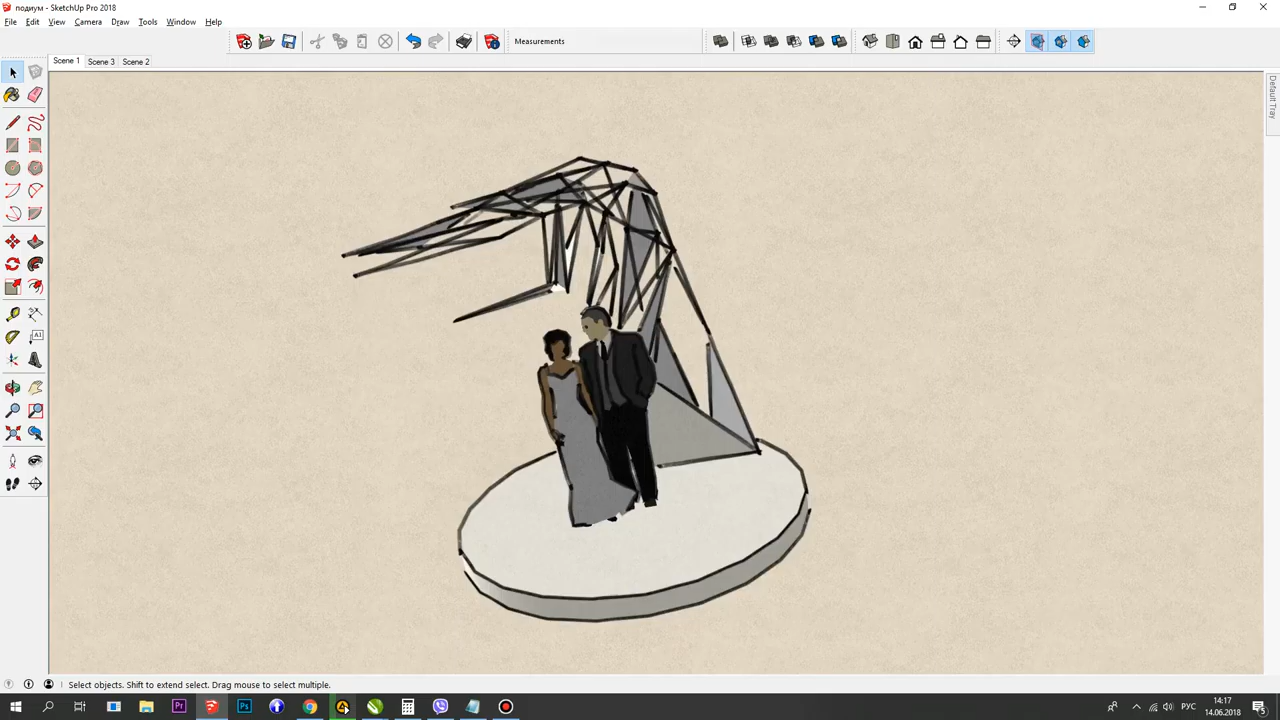 подиум - SketchUp Pro 2018
File Edit View Camera Draw Tools Window Help
Measurements
Scene 1 Scene 3 Scene 2
Default Tray
Select objects. Shift to extend select. Drag mouse to select multiple.
РУС
14:17
14.06.2018